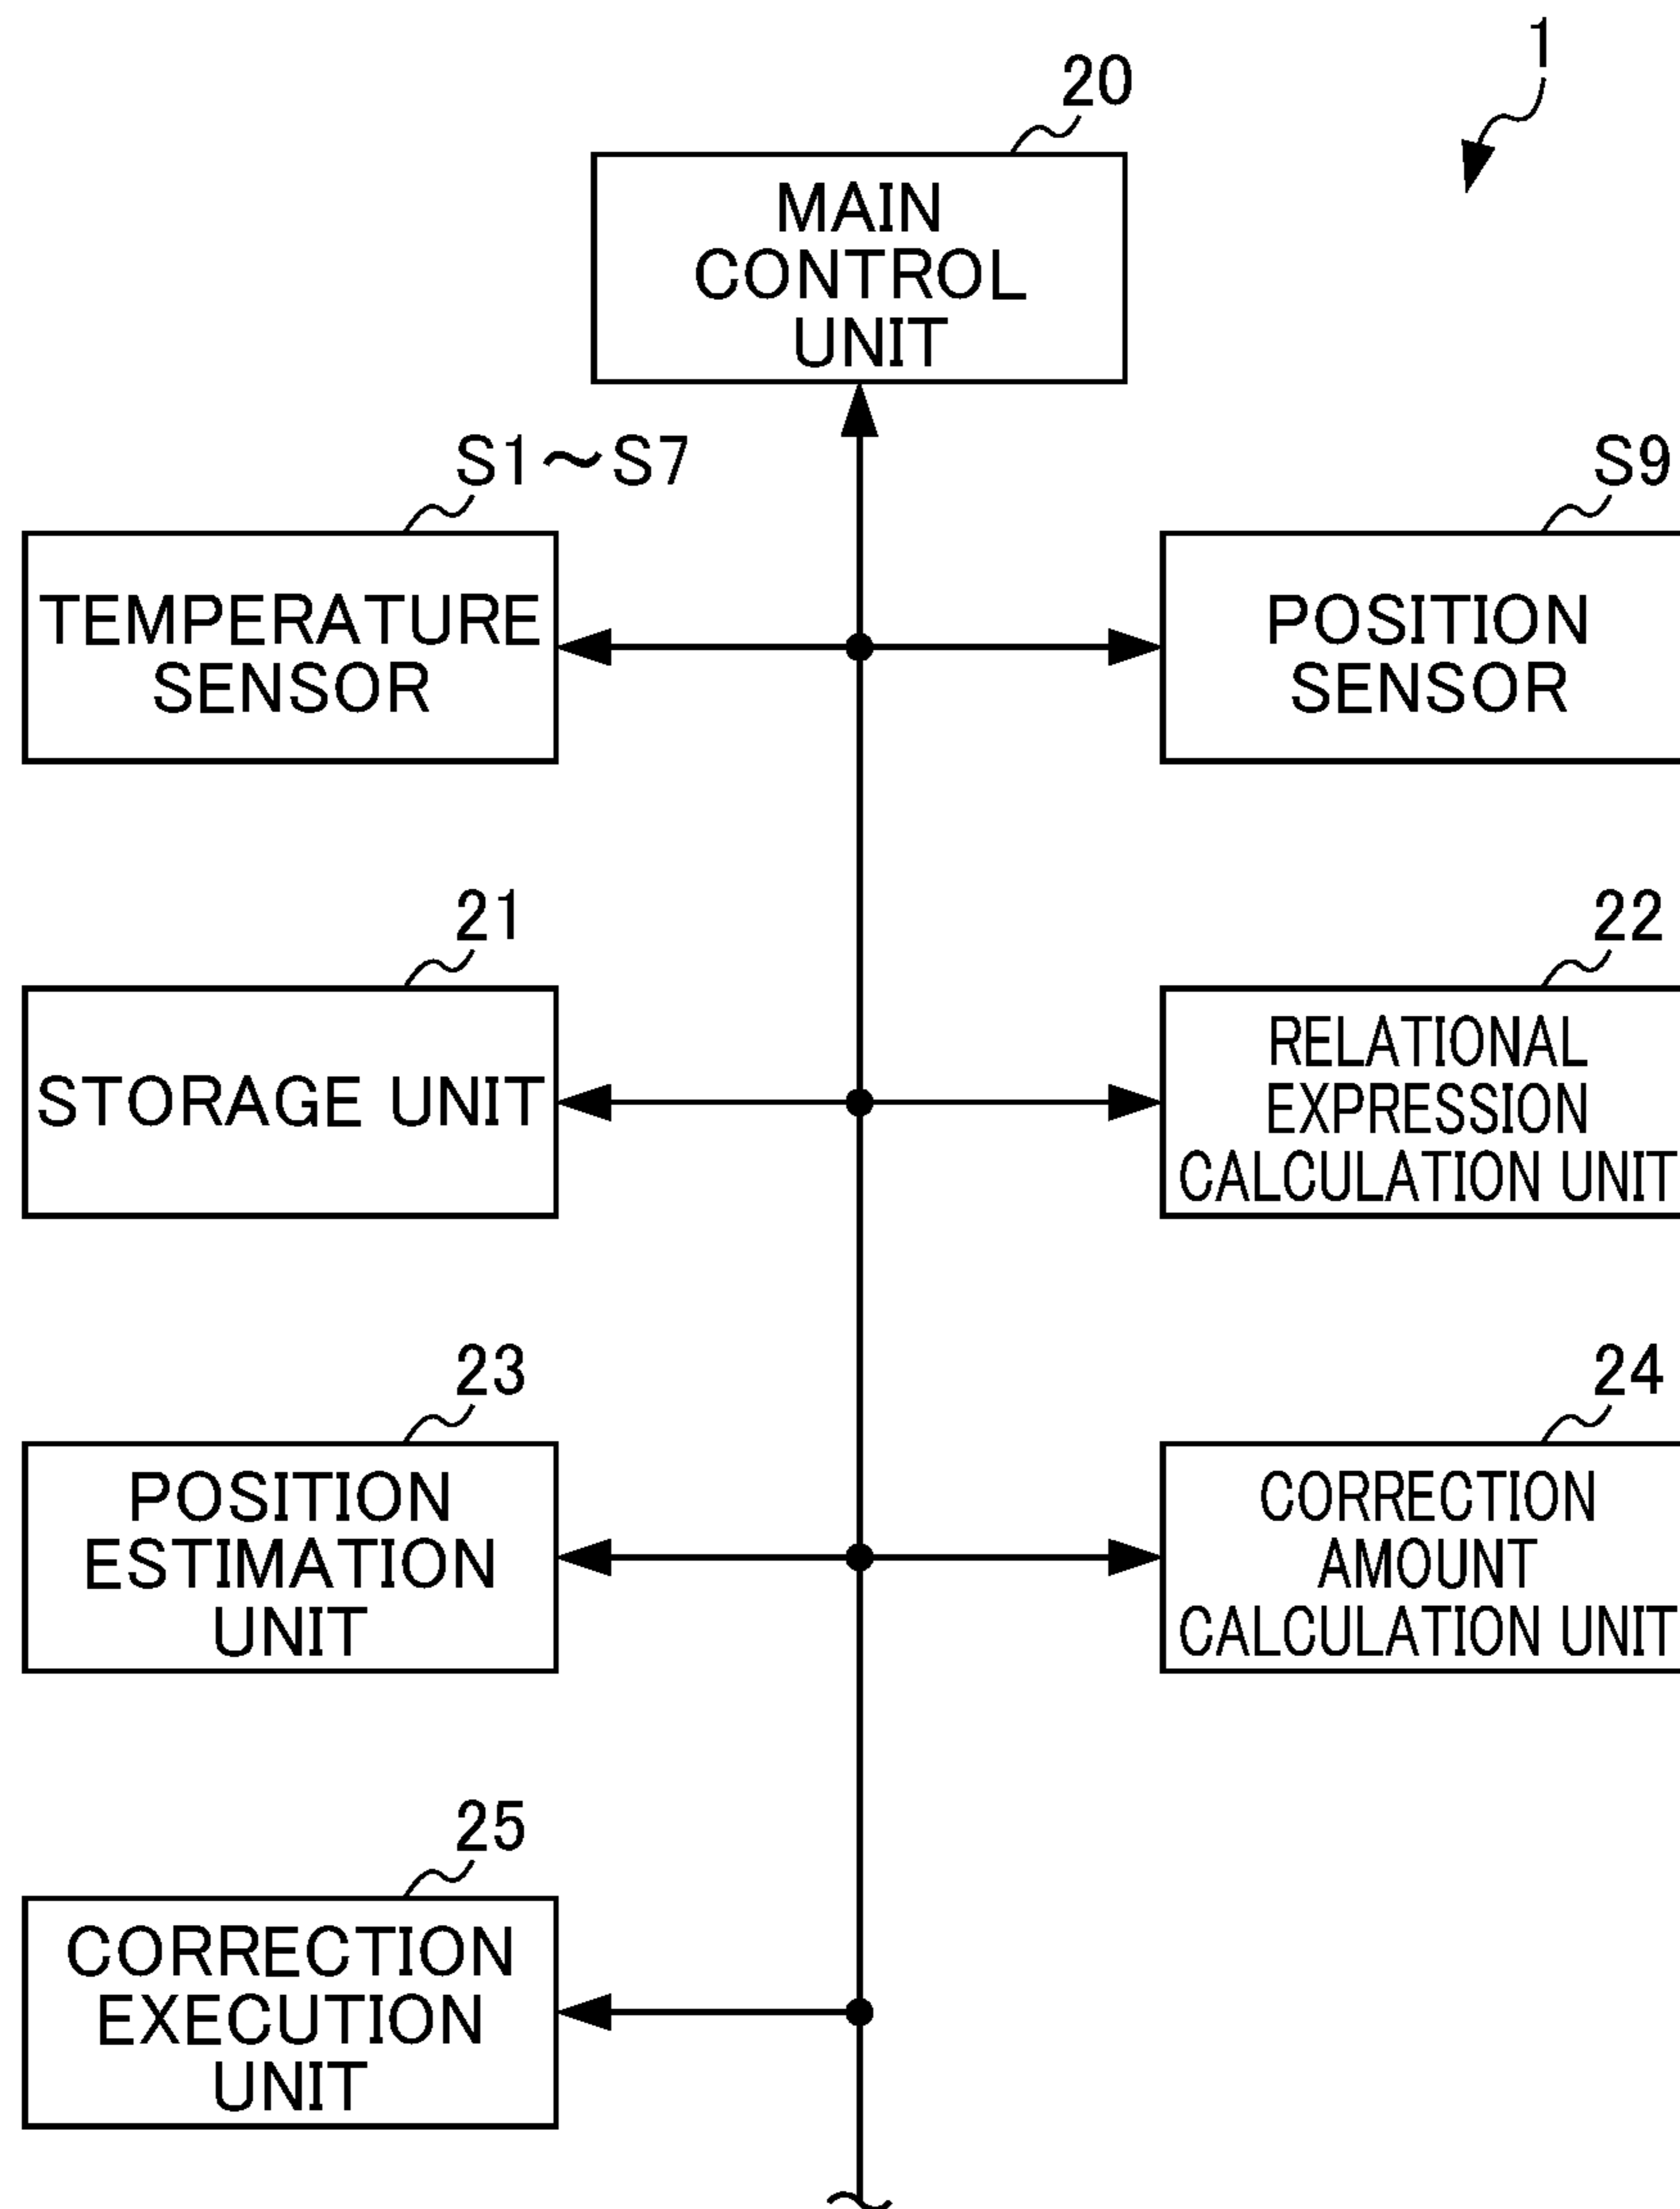 1
20
MAIN
CONTROL
UNIT
S1～S7
TEMPERATURE
SENSOR
S9
POSITION
SENSOR
21
STORAGE UNIT
22
RELATIONAL
EXPRESSION
CALCULATION UNIT
23
POSITION
ESTIMATION
UNIT
24
CORRECTION
AMOUNT
CALCULATION UNIT
25
CORRECTION
EXECUTION
UNIT